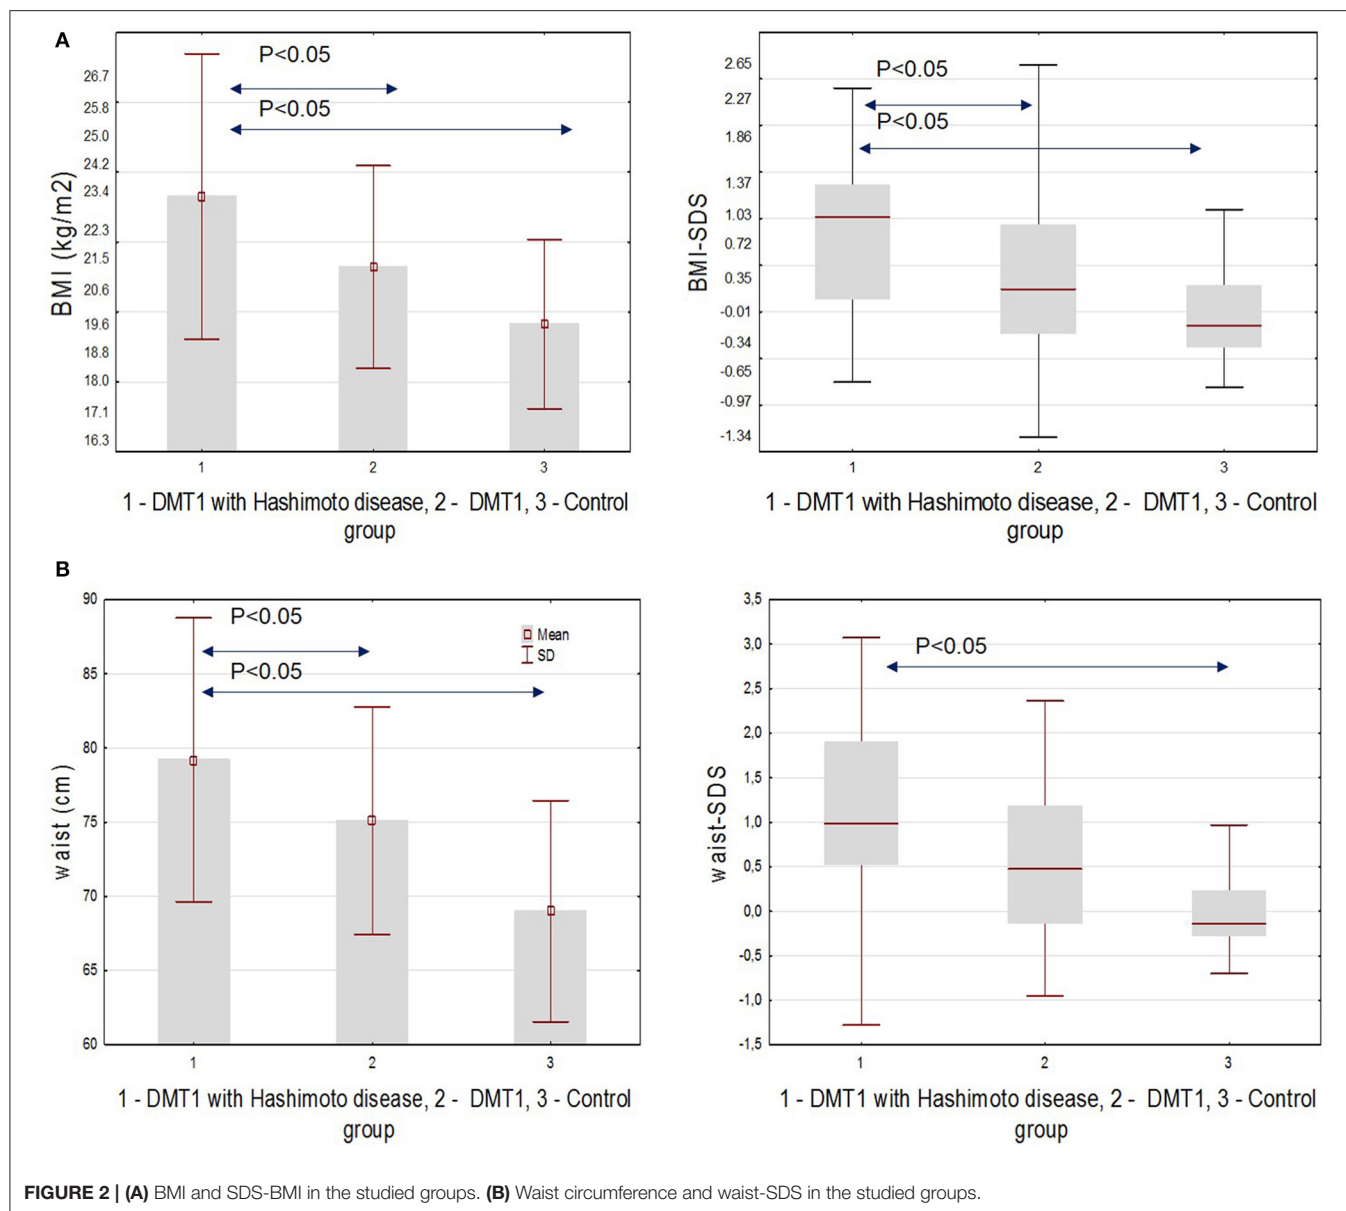 A
P<0.05
P<0.05
BMI (kg/m2)
26.7
25.8
25.0
24.2
23.4
22.3
21.5
20.6
19.6
18.8
18.0
17.1
16.3
1 2 3
1 - DMT1 with Hashimoto disease, 2 - DMT1, 3 - Control
group
P<0.05
P<0.05
BMI-SDS
2.65
2.27
1.86
1.37
1.03
0.72
0.35
-0.01
-0.34
-0.65
-0.97
-1.34
1 2 3
1 - DMT1 with Hashimoto disease, 2 - DMT1, 3 - Control
group
B
P<0.05
P<0.05
Mean
SD
waist (cm)
90
85
80
75
70
65
60
1 2 3
1 - DMT1 with Hashimoto disease, 2 - DMT1, 3 - Control
group
P<0.05
waist-SDS
3,5
3,0
2,5
2,0
1,5
1,0
0,5
0,0
-0,5
-1,0
-1,5
1 2 3
1 - DMT1 with Hashimoto disease, 2 - DMT1, 3 - Control
group
FIGURE 2 | (A) BMI and SDS-BMI in the studied groups. (B) Waist circumference and waist-SDS in the studied groups.